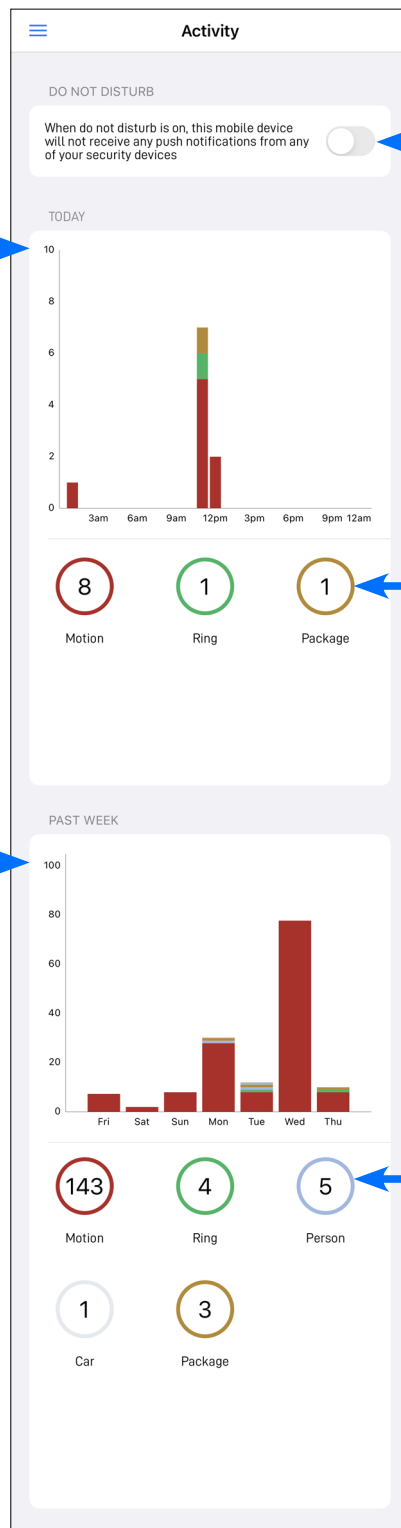 Activity
DO NOT DISTURB
When do not disturb is on, this mobile device
will not receive any push notifications from any
of your security devices
TODAY
10
8
6
4
2
0
3am 6am 9am 12pm 3pm 6pm 9pm 12am
8 1 1
Motion Ring Package
PAST WEEK
100
80
60
40
20
0
Fri Sat Sun Mon Tue Wed Thu
143 4 5
Motion Ring Person
1 3
Car Package